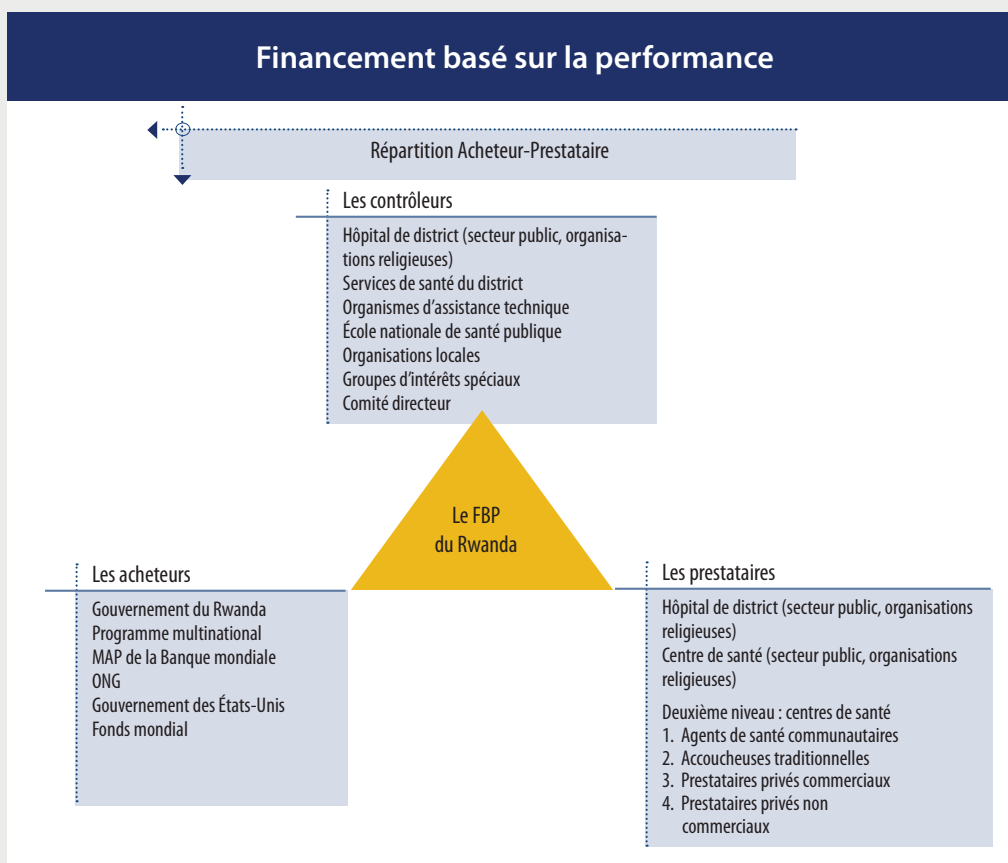 Financement basé sur la performance
Répartition Acheteur-Prestataire
Les contrôleurs
Hôpital de district (secteur public, organisa-
tions religieuses)
Services de santé du district
Organismes d'assistance technique
École nationale de santé publique
Organisations locales
Groupes d'intérêts spéciaux
Comité directeur
Le FBP
du Rwanda
Les acheteurs
Gouvernement du Rwanda
Programme multinational
MAP de la Banque mondiale
ONG
Gouvernement des États-Unis
Fonds mondial
Les prestataires
Hôpital de district (secteur public, organisations
religieuses)
Centre de santé (secteur public, organisations
religieuses)
Deuxième niveau : centres de santé
1. Agents de santé communautaires
2. Accoucheuses traditionnelles
3. Prestataires privés commerciaux
4. Prestataires privés non
commerciaux